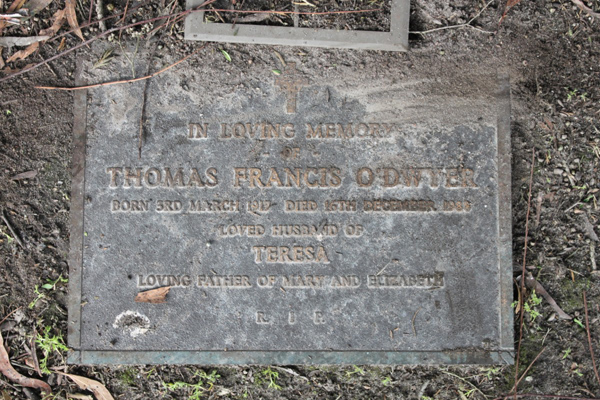 IN LOVING MEMORY
OF
THOMAS FRANCIS O'DWYER
BORN 3RD MARCH 1917 DIED 15TH DECEMBER
LOVED HUSBAND OF
TERESA
LOVING FATHER OF MARY AND ELIZABETH
R. I. P.